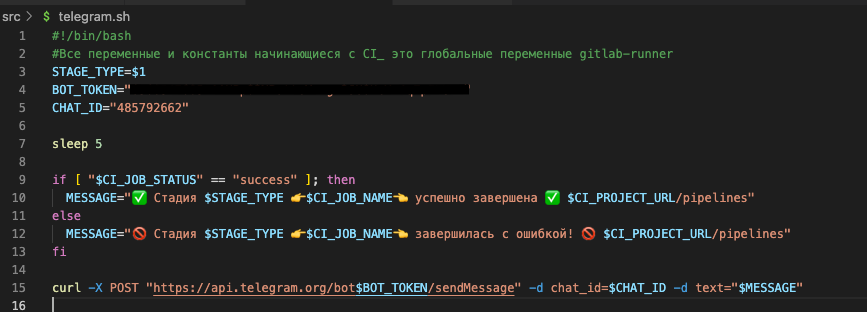 src > $ telegram.sh
1 #!/bin/bash
2 #Все переменные и константы начинающиеся с CI_ это глобальные переменные gitlab-runner
3 STAGE_TYPE=$1
4 BOT_TOKEN="
5 CHAT_ID="485792662"
6
7 sleep 5
8
9 if [ "$CI_JOB_STATUS" == "success" ]; then
10 MESSAGE="✅ Стадия $STAGE_TYPE 👉$CI_JOB_NAME👈 успешно завершена ✅ $CI_PROJECT_URL/pipelines"
11 else
12 MESSAGE="🚫 Стадия $STAGE_TYPE 👉$CI_JOB_NAME👈 завершилась с ошибкой! 🚫 $CI_PROJECT_URL/pipelines"
13 fi
14
15 curl -X POST "https://api.telegram.org/bot$BOT_TOKEN/sendMessage" -d chat_id=$CHAT_ID -d text="$MESSAGE"
16